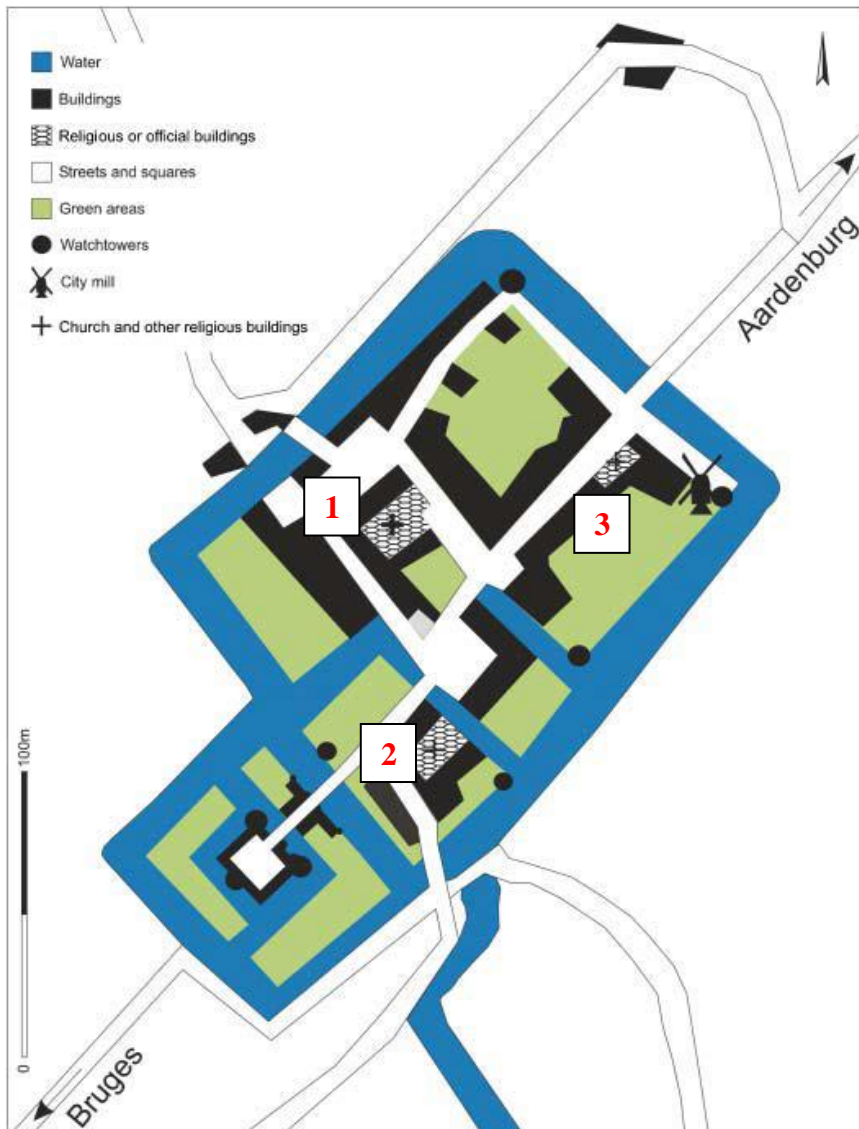 Water
Buildings
Religious or official buildings
Streets and squares
Green areas
Watchtowers
City mill
Church and other religious buildings
Aardenburg
1
3
2
100m
0
Bruges